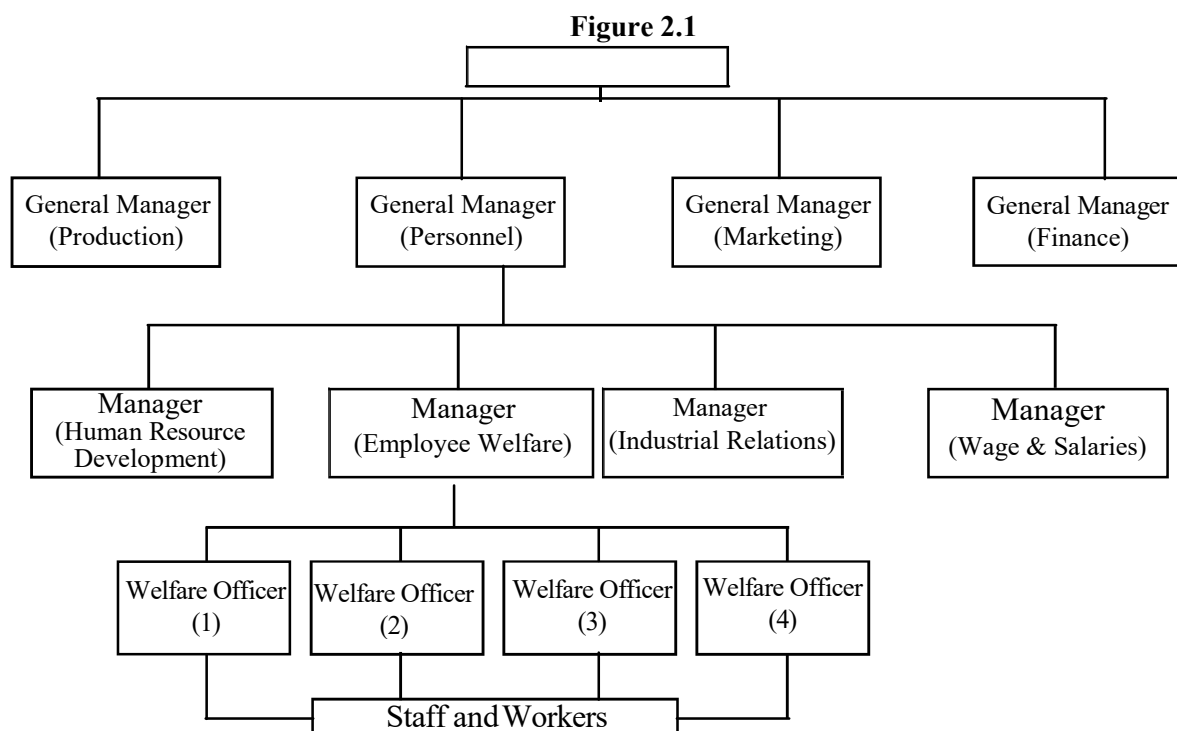 Figure 2.1
General Manager
(Production)
General Manager
(Personnel)
General Manager
(Marketing)
General Manager
(Finance)
Manager
(Human Resource
Development)
Manager
(Employee Welfare)
Manager
(Industrial Relations)
Manager
(Wage & Salaries)
Welfare Officer
(1)
Welfare Officer
(2)
Welfare Officer
(3)
Welfare Officer
(4)
Staff and Workers